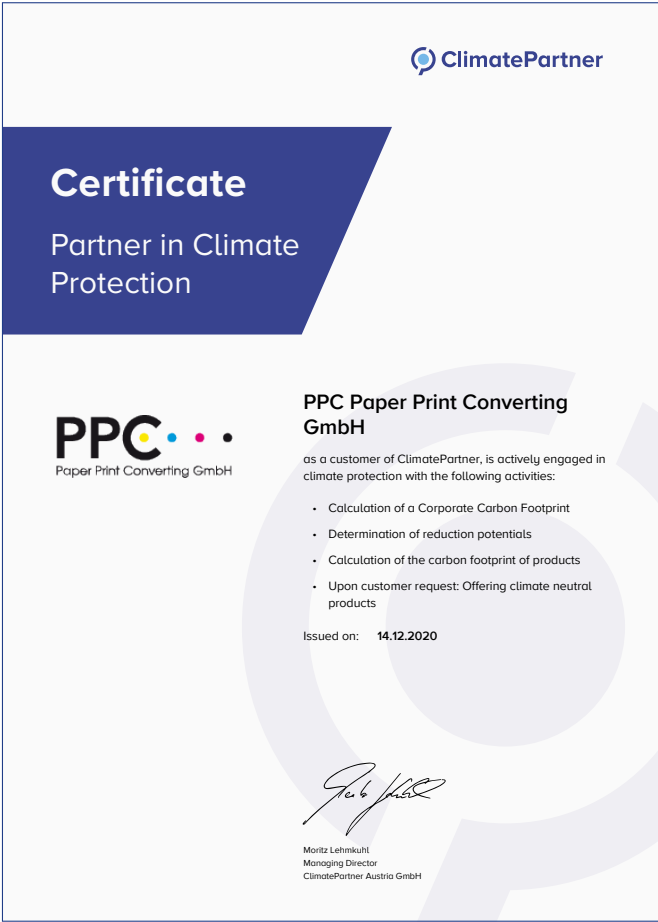 ClimatePartner
Certificate
Partner in Climate
Protection
PPC
Paper Print Converting GmbH
PPC Paper Print Converting
GmbH
as a customer of ClimatePartner, is actively engaged in
climate protection with the following activities:
• Calculation of a Corporate Carbon Footprint
• Determination of reduction potentials
• Calculation of the carbon footprint of products
• Upon customer request: Offering climate neutral
products
Issued on: 14.12.2020
Moritz Lehmkuhl
Managing Director
ClimatePartner Austria GmbH